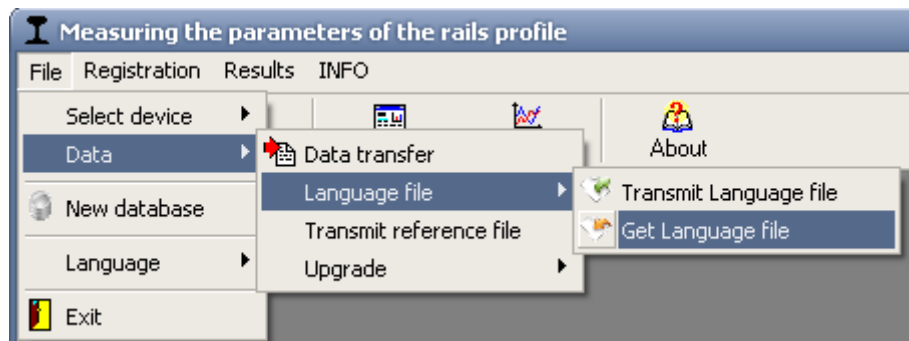 Measuring the parameters of the rails profile
File Registration Results INFO
Select device
Data
New database
Language
Exit
About
Data transfer
Language file
Transmit reference file
Upgrade
Transmit Language file
Get Language file